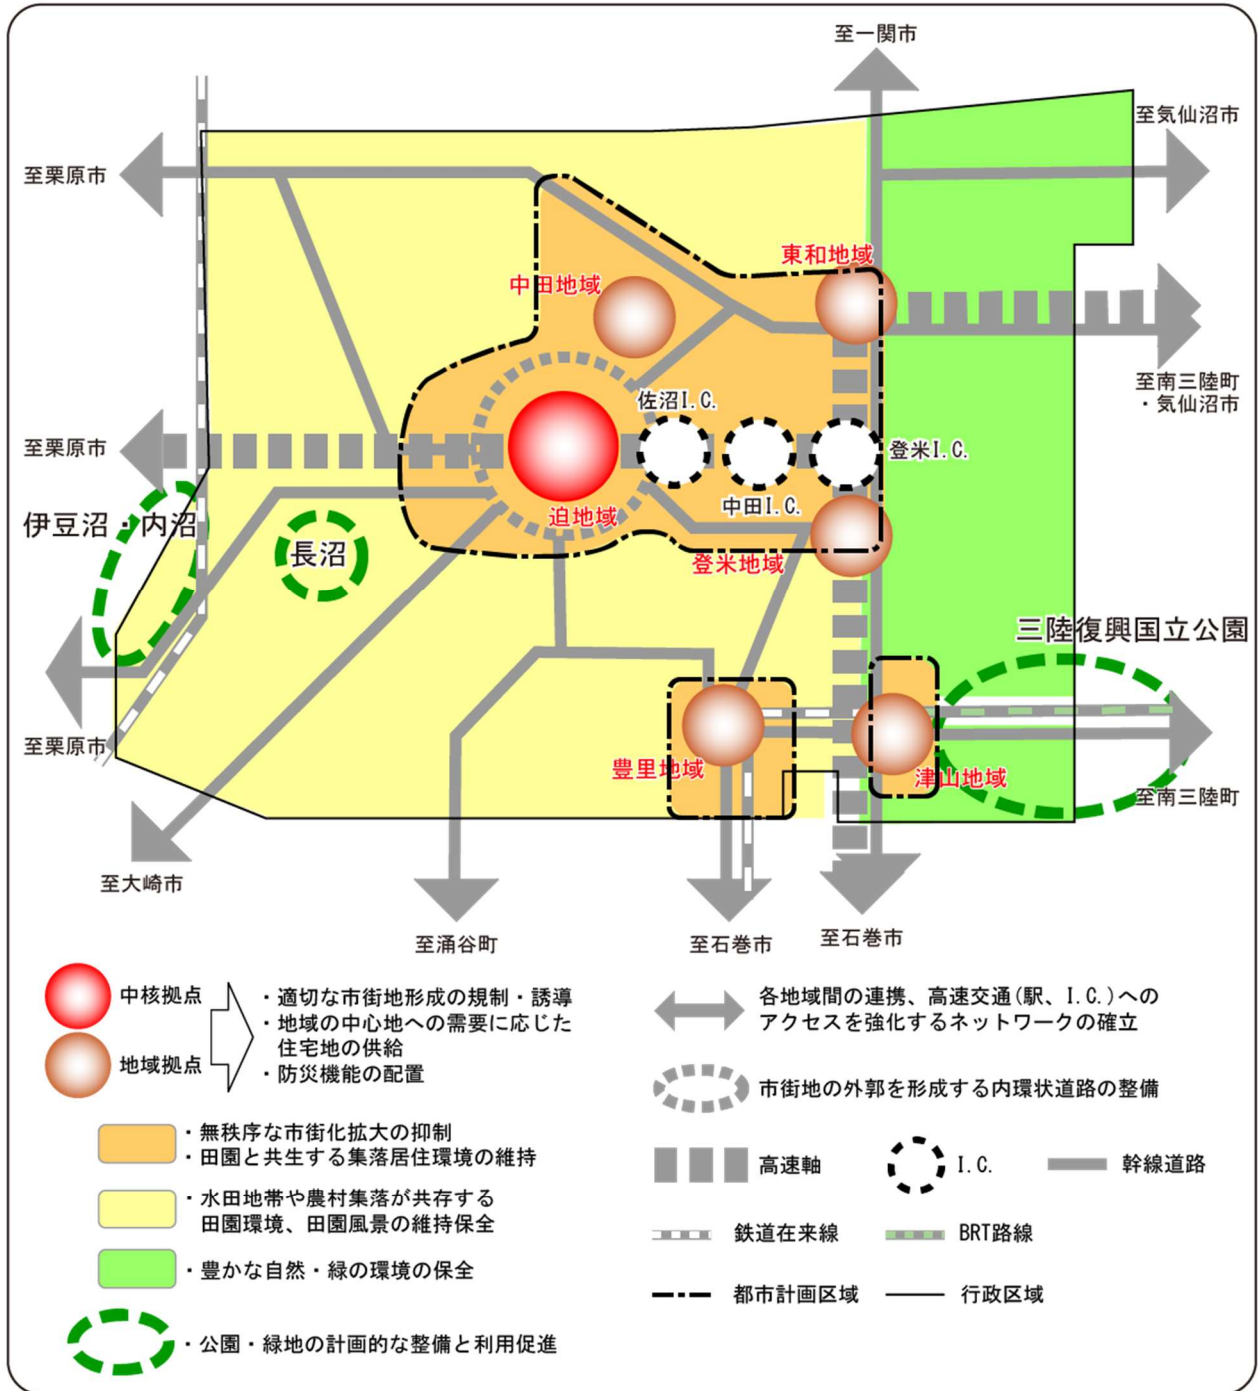 至一関市
至気仙沼市
至栗原市
東和地域
中田地域
至南三陸町
・気仙沼市
佐沼I.C.
至栗原市
登米I.C.
中田I.C.
迫地域
伊豆沼・内沼
長沼
登米地域
三陸復興国立公園
至栗原市
豊里地域
津山地域
至南三陸町
至大崎市
至涌谷町
至石巻市
至石巻市
中核拠点
地域拠点
・適切な市街地形成の規制・誘導
・地域の中心地への需要に応じた
住宅地の供給
・防災機能の配置
・無秩序な市街化拡大の抑制
・田園と共生する集落居住環境の維持
・水田地帯や農村集落が共存する
田園環境、田園風景の維持保全
・豊かな自然・緑の環境の保全
・公園・緑地の計画的な整備と利用促進
各地域間の連携、高速交通(駅、I.C.)への
アクセスを強化するネットワークの確立
市街地の外郭を形成する内環状道路の整備
高速軸
I.C.
幹線道路
鉄道在来線
BRT路線
都市計画区域
行政区域